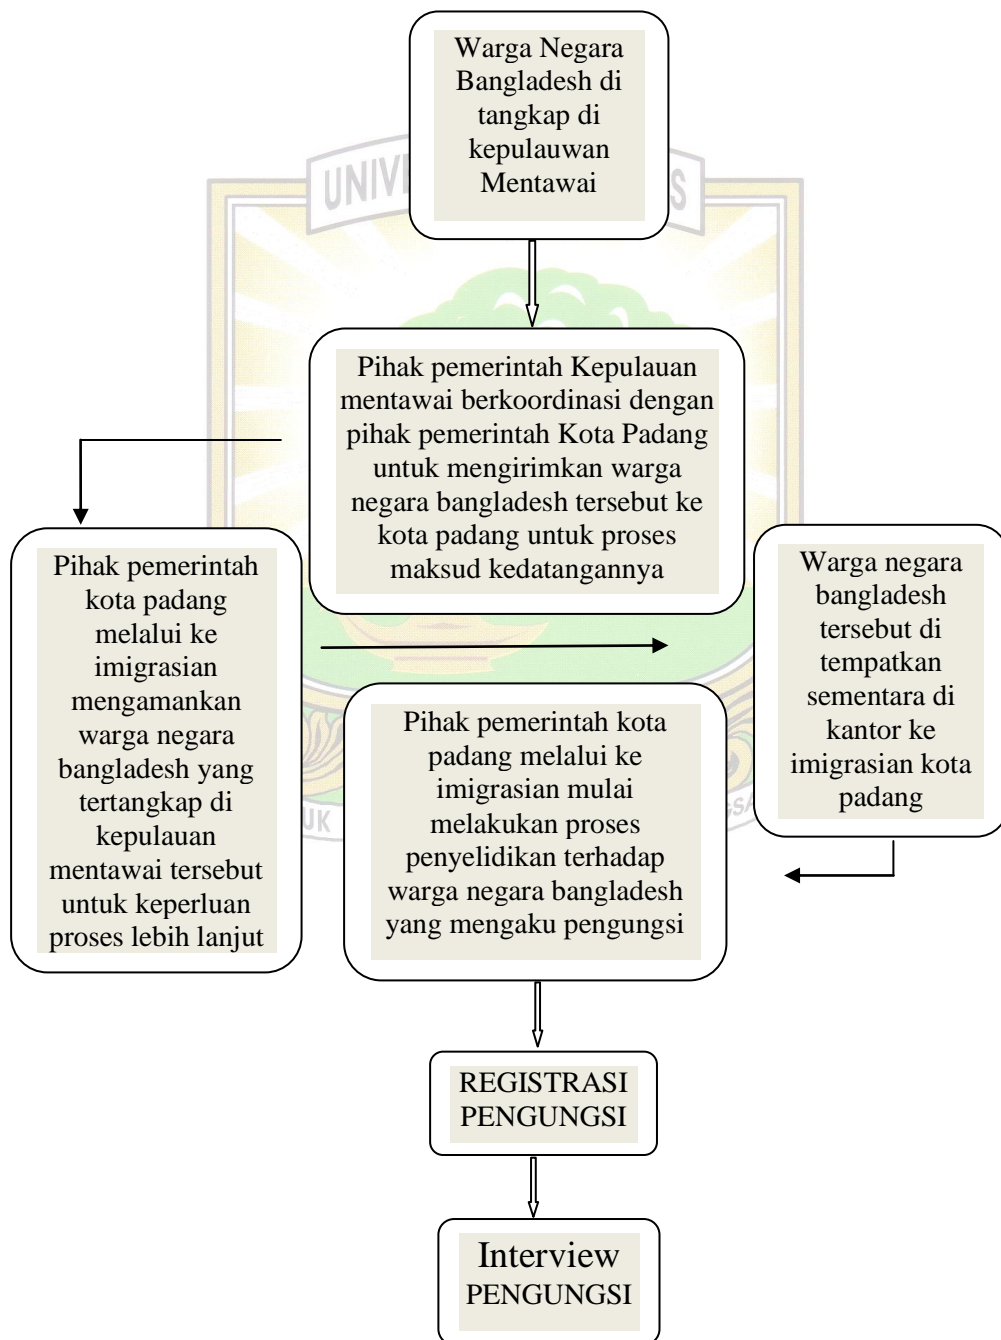 Warga Negara
Bangladesh di
tangkap di
kepulauwan
Mentawai
UNIV
S
Pihak pemerintah Kepulauan
mentawai berkoordinasi dengan
pihak pemerintah Kota Padang
untuk mengirimkan warga
negara bangladesh tersebut ke
kota padang untuk proses
maksud kedatangannya
Pihak pemerintah
kota padang
melalui ke
imigrasian
mengamankan
warga negara
bangladesh yang
tertangkap di
kepulauan
mentawai tersebut
untuk keperluan
proses lebih lanjut
Warga negara
bangladesh
tersebut di
tempatkan
sementara di
kantor ke
imigrasian kota
padang
Pihak pemerintah kota
padang melalui ke
imigrasian mulai
melakukan proses
penyelidikan terhadap
warga negara bangladesh
yang mengaku pengungsi
UK
GSA
REGISTRASI
PENGUNGSI
Interview
PENGUNGSI